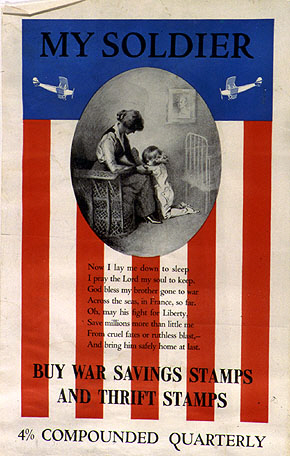 MY SOLDIER
Now I lay me down to sleep
I pray the Lord my soul to keep.
God bless my brother gone to war
Across the seas, in France, so far.
Oh, may his fight for Liberty,
Save millions more than little me
From cruel fates or ruthless blast,—
And bring him safely home at last.
BUY WAR SAVINGS STAMPS
AND THRIFT STAMPS
4% COMPOUNDED QUARTERLY